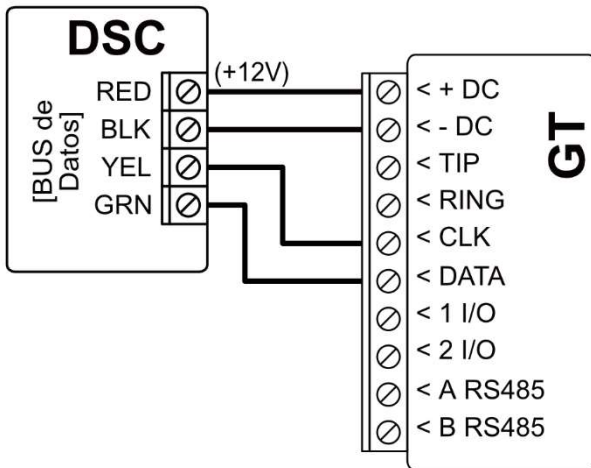 DSC
[BUS de
Datos]
RED
BLK
YEL
GRN
(+12V)
< + DC
< - DC
< TIP
< RING
< CLK
< DATA
< 1 I/O
< 2 I/O
< A RS485
< B RS485
GT